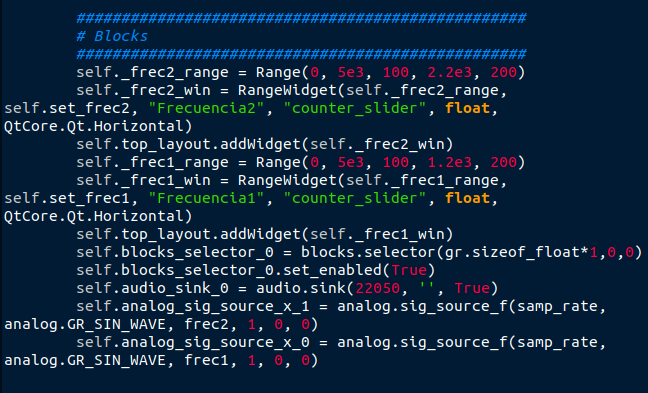 ##################################################
# Blocks
##################################################
self._frec2_range = Range(0, 5e3, 100, 2.2e3, 200)
self._frec2_win = RangeWidget(self._frec2_range,
self.set_frec2, "Frecuencia2", "counter_slider", float,
QtCore.Qt.Horizontal)
self.top_layout.addWidget(self._frec2_win)
self._frec1_range = Range(0, 5e3, 100, 1.2e3, 200)
self._frec1_win = RangeWidget(self._frec1_range,
self.set_frec1, "Frecuencia1", "counter_slider", float,
QtCore.Qt.Horizontal)
self.top_layout.addWidget(self._frec1_win)
self.blocks_selector_0 = blocks.selector(gr.sizeof_float*1,0,0)
self.blocks_selector_0.set_enabled(True)
self.audio_sink_0 = audio.sink(22050, '', True)
self.analog_sig_source_x_1 = analog.sig_source_f(samp_rate,
analog.GR_SIN_WAVE, frec2, 1, 0, 0)
self.analog_sig_source_x_0 = analog.sig_source_f(samp_rate,
analog.GR_SIN_WAVE, frec1, 1, 0, 0)